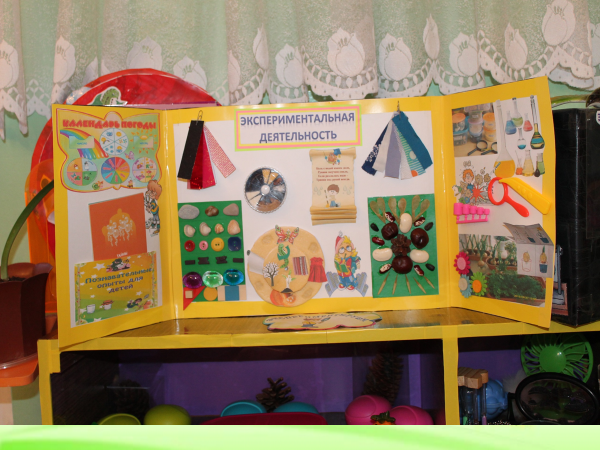 КАЛЕНДАРЬ ПОГОДЫ
ЭКСПЕРИМЕНТАЛЬНАЯ
ДЕЯТЕЛЬНОСТЬ
Познавательные
опыты для
детей